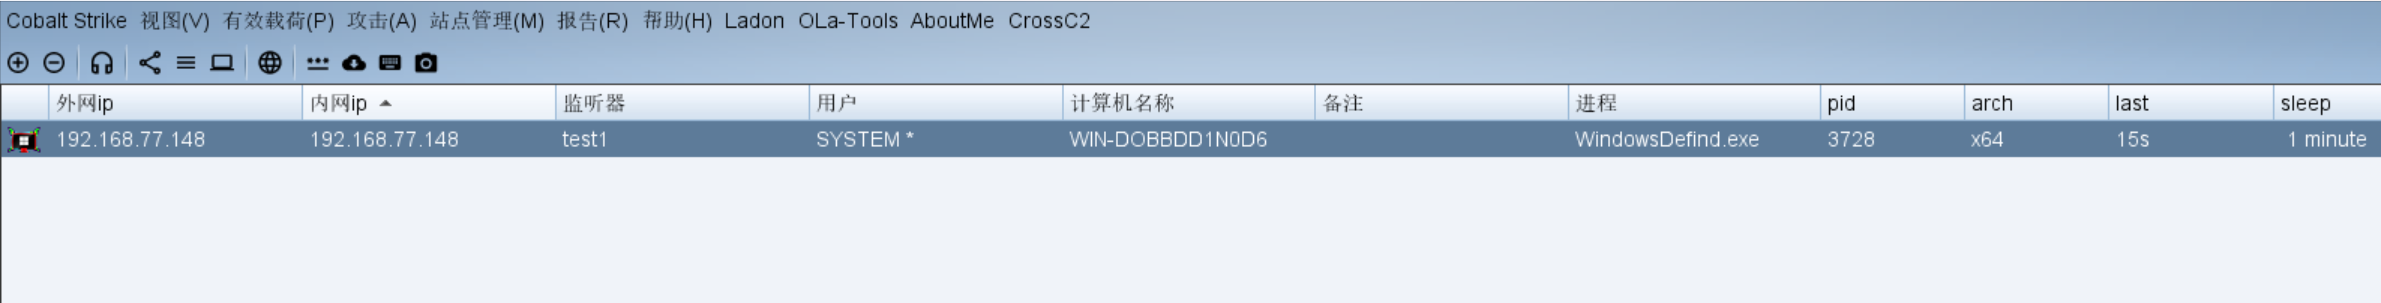 Cobalt Strike 视图(V) 有效载荷(P) 攻击(A) 站点管理(M) 报告(R) 帮助(H) Ladon OLa-Tools AboutMe CrossC2
外网ip 内网ip 监听器 用户 计算机名称 备注 进程 pid arch last sleep
192.168.77.148 192.168.77.148 test1 SYSTEM * WIN-DOBBDD1N0D6 WindowsDefind.exe 3728 x64 15s 1 minute